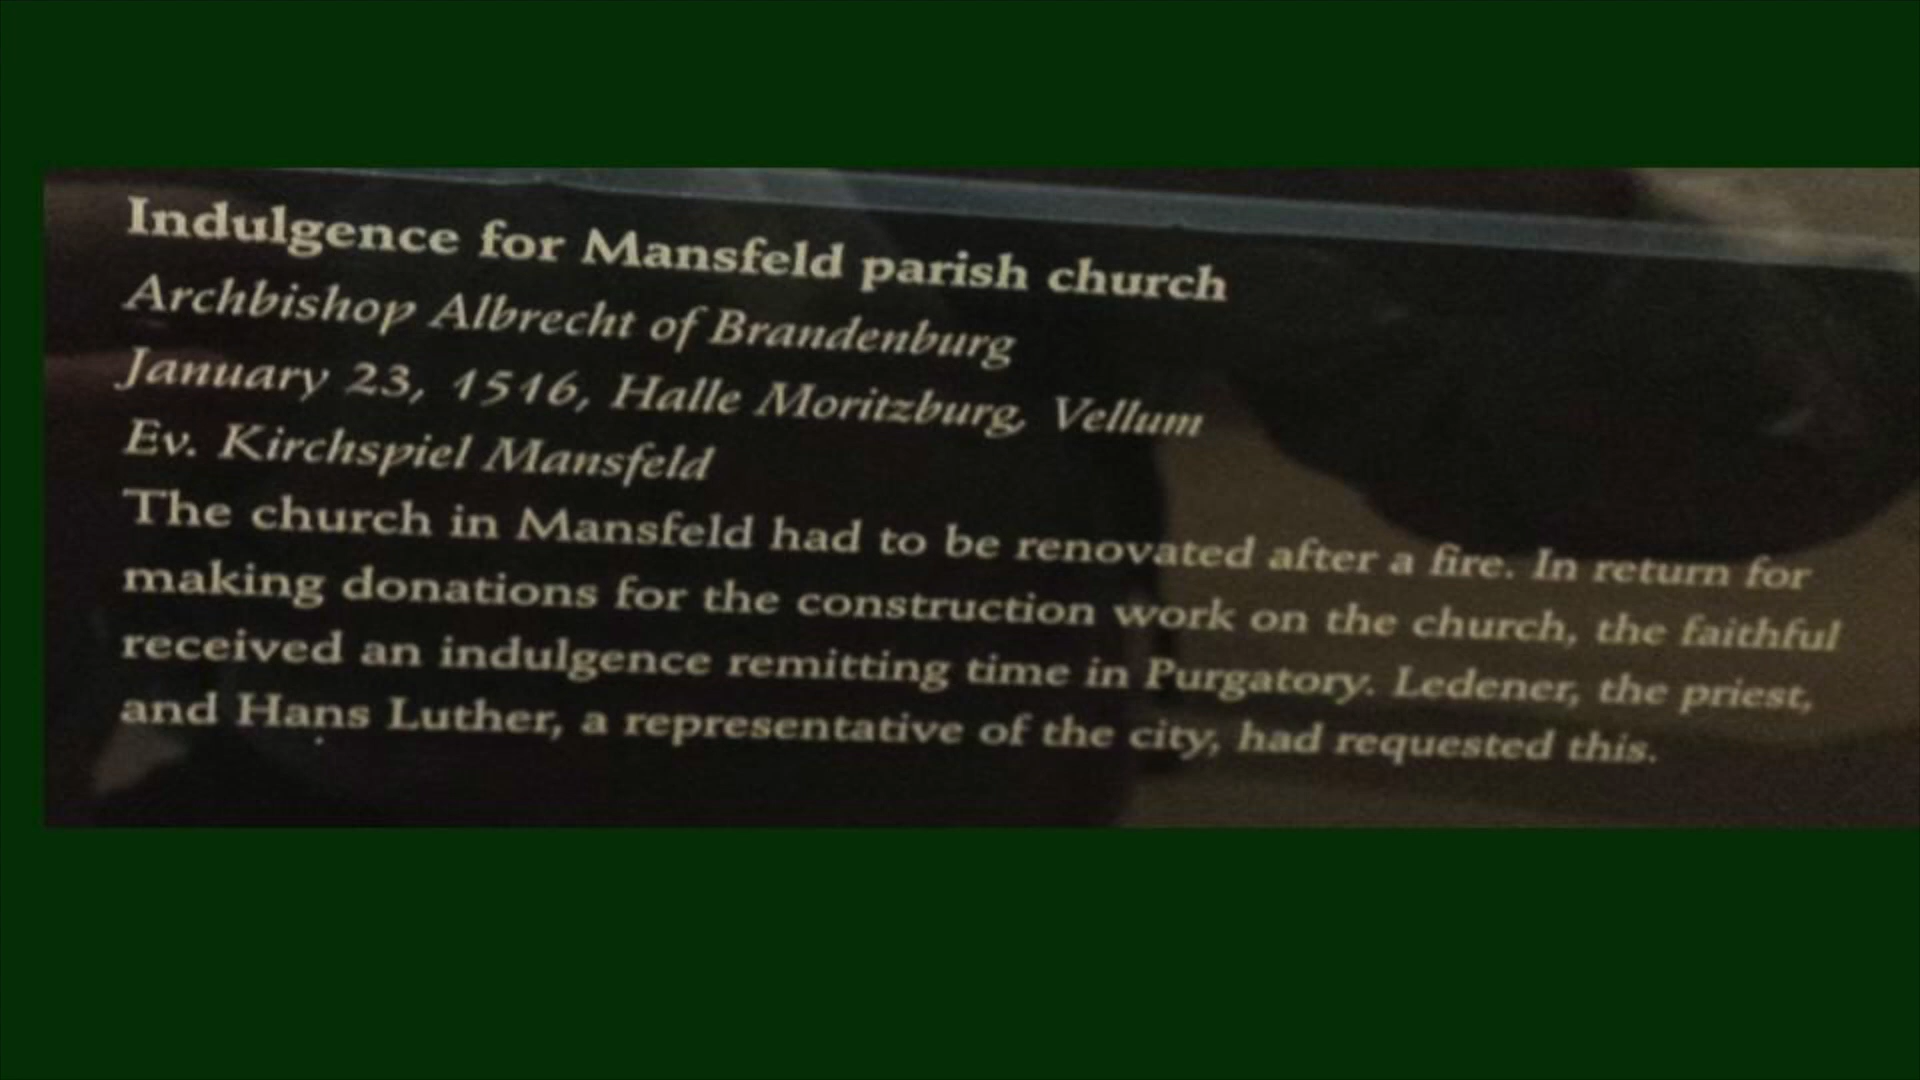 Indulgence for Mansfeld parish church
Archbishop Albrecht of Brandenburg
January 23, 1516, Halle Moritzburg, Vellum
Ev. Kirchspiel Mansfeld
The church in Mansfeld had to be renovated after a fire. In return for
making donations for the construction work on the church, the faithful
received an indulgence remitting time in Purgatory. Ledener, the priest,
and Hans Luther, a representative of the city, had requested this.